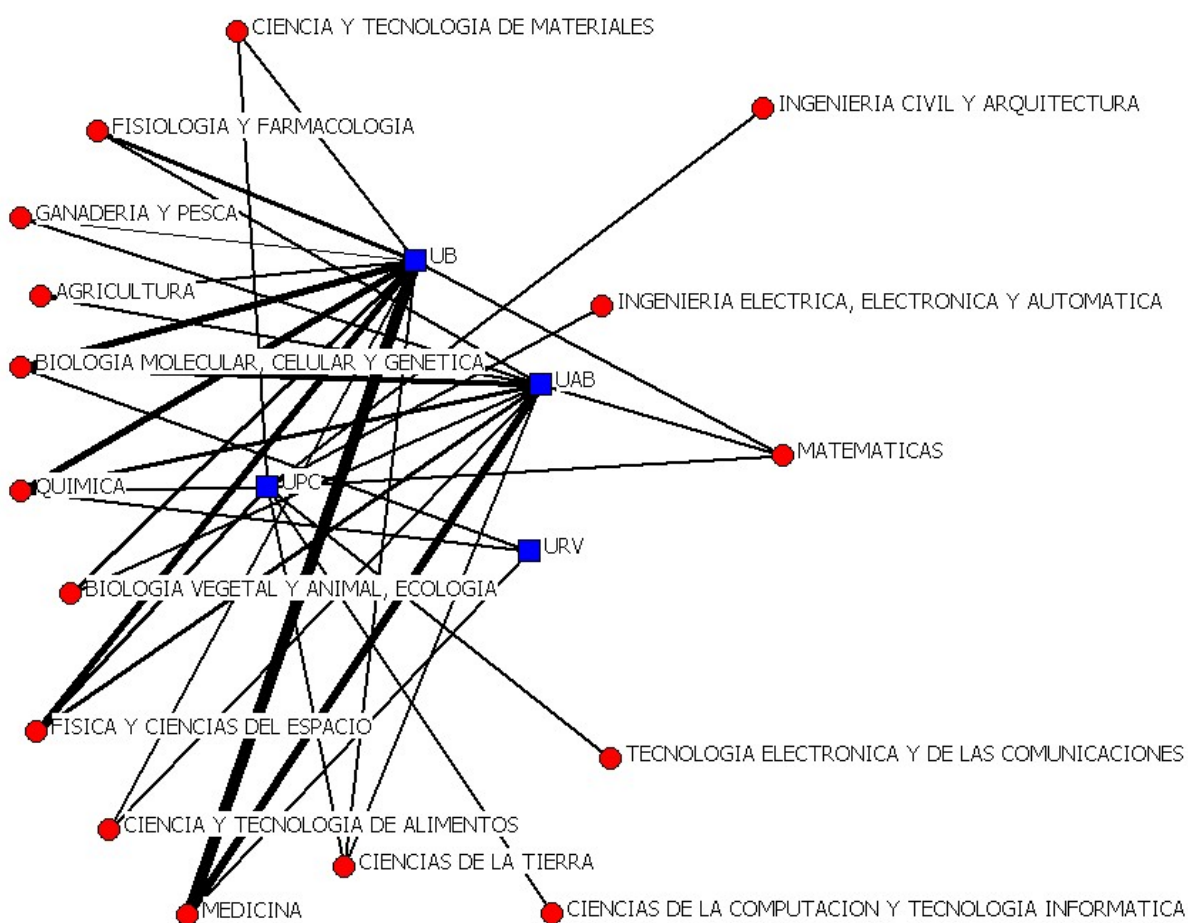 CIENCIA Y TECNOLOGIA DE MATERIALES
INGENIERIA CIVIL Y ARQUITECTURA
FISIOLOGIA Y FARMACOLOGIA
GANADERIA Y PESCA
UB
AGRICULTURA
INGENIERIA ELECTRICA, ELECTRONICA Y AUTOMATICA
BIOLOGIA MOLECULAR, CELULAR Y GENETICA
UAB
MATEMATICAS
QUIMICA
UPC
URV
BIOLOGIA VEGETAL Y ANIMAL, ECOLOGIA
FISICA Y CIENCIAS DEL ESPACIO
TECNOLOGIA ELECTRONICA Y DE LAS COMUNICACIONES
CIENCIA Y TECNOLOGIA DE ALIMENTOS
CIENCIAS DE LA TIERRA
MEDICINA
CIENCIAS DE LA COMPUTACION Y TECNOLOGIA INFORMATICA